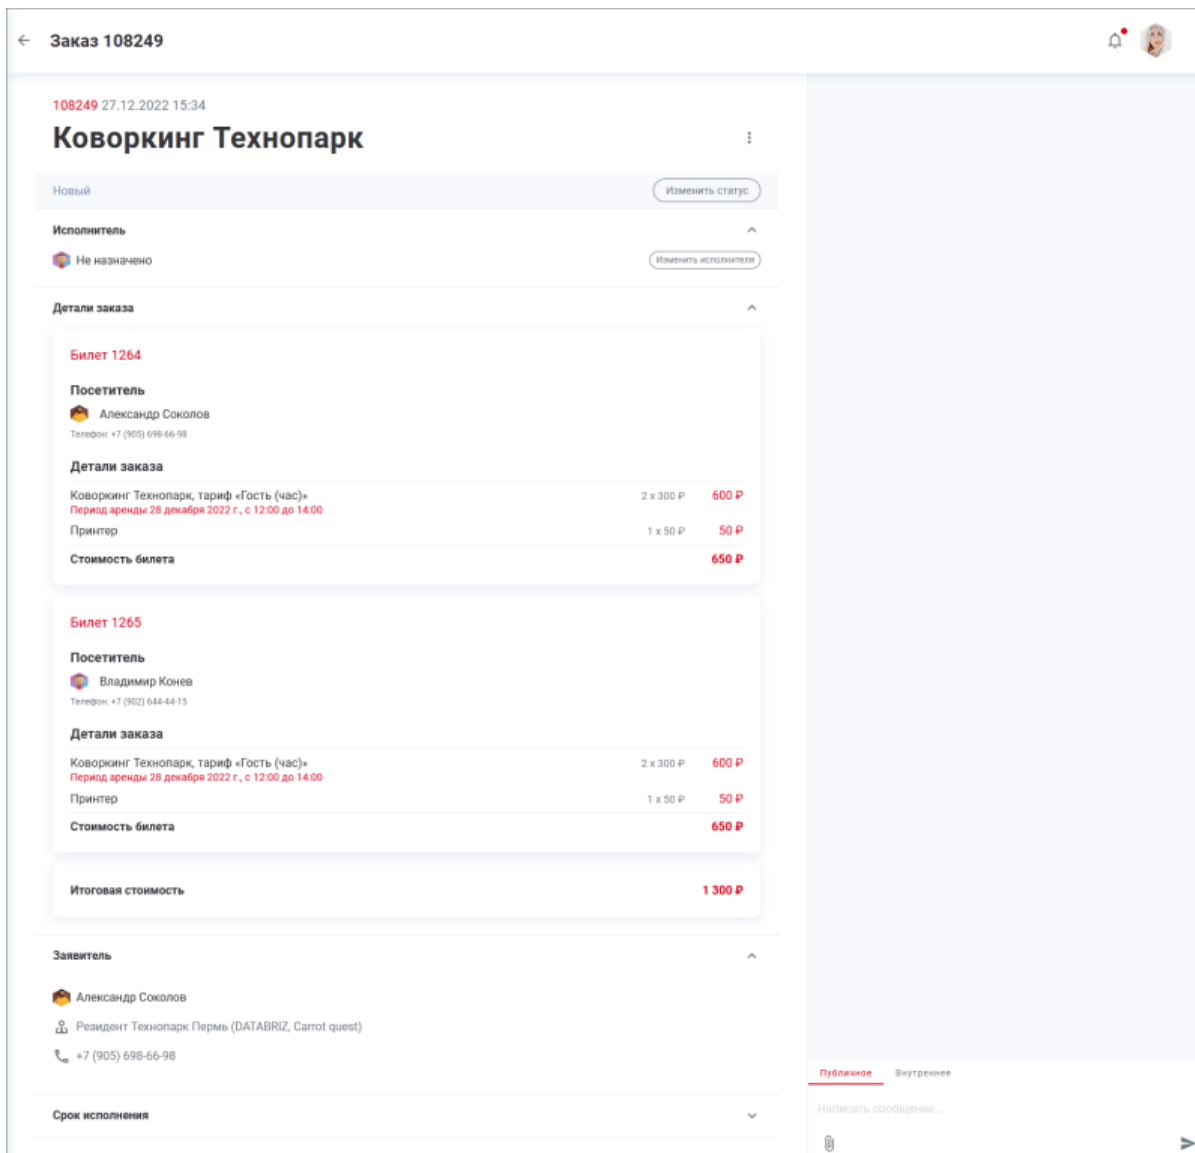 Заказ 108249
108249 27.12.2022 15:34
Коворкинг Технопарк
Новый
Изменить статус
Исполнитель
Не назначено
Изменить исполнителя
Детали заказа
Билет 1264
Посетитель
Александр Соколов
Телефон: +7 (905) 698-66-98
Детали заказа
Коворкинг Технопарк, тариф «Гость (час)» 2 x 300 ₽ 600 ₽
Период аренды 28 декабря 2022 г., с 12:00 до 14:00
Принтер 1 x 50 ₽ 50 ₽
Стоимость билета 650 ₽
Билет 1265
Посетитель
Владимир Конев
Телефон: +7 (902) 644-44-15
Детали заказа
Коворкинг Технопарк, тариф «Гость (час)» 2 x 300 ₽ 600 ₽
Период аренды 28 декабря 2022 г., с 12:00 до 14:00
Принтер 1 x 50 ₽ 50 ₽
Стоимость билета 650 ₽
Итоговая стоимость 1 300 ₽
Заявитель
Александр Соколов
Резидент Технопарк Пермь (DATABRIZ, Carrot quest)
+7 (905) 698-66-98
Срок исполнения
Публичное Внутреннее
Написать сообщение...